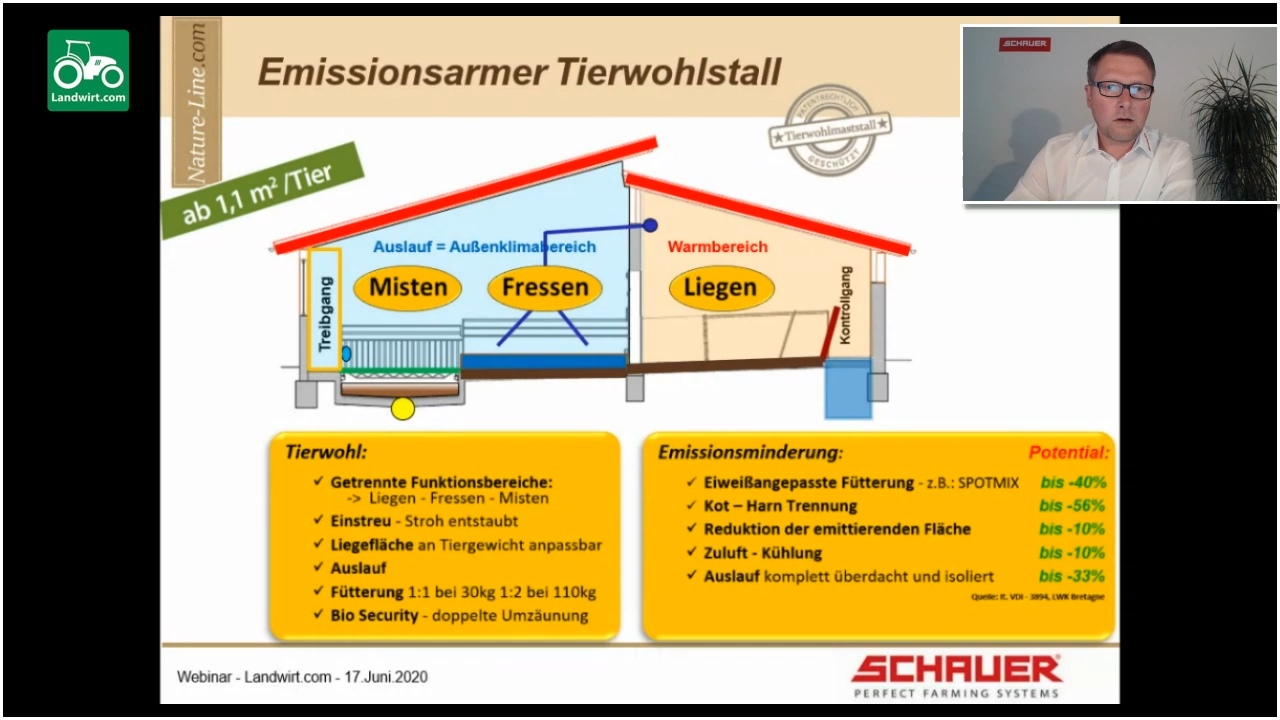 Landwirt.com
Nature-Line.com
Emissionsarmer Tierwohlstall
SCHAUER
PATENTRECHTLICH
Tierwohlmaststall
GESCHÜTZT
ab 1,1 m² /Tier
Auslauf = Außenklimabereich
Warmbereich
Misten
Fressen
Liegen
Treibgang
Kontrollgang
Tierwohl:
✓ Getrennte Funktionsbereiche:
-> Liegen - Fressen - Misten
✓ Einstreu - Stroh entstaubt
✓ Liegefläche an Tiergewicht anpassbar
✓ Auslauf
✓ Fütterung 1:1 bei 30kg 1:2 bei 110kg
✓ Bio Security - doppelte Umzäunung
Emissionsminderung: Potential:
✓ Eiweißangepasste Fütterung - z.B.: SPOTMIX bis -40%
✓ Kot – Harn Trennung bis -56%
✓ Reduktion der emittierenden Fläche bis -10%
✓ Zuluft - Kühlung bis -10%
✓ Auslauf komplett überdacht und isoliert bis -33%
Quelle: lt. VDI - 3894, LWK Bretagne
Webinar - Landwirt.com - 17.Juni.2020
SCHAUER
PERFECT FARMING SYSTEMS